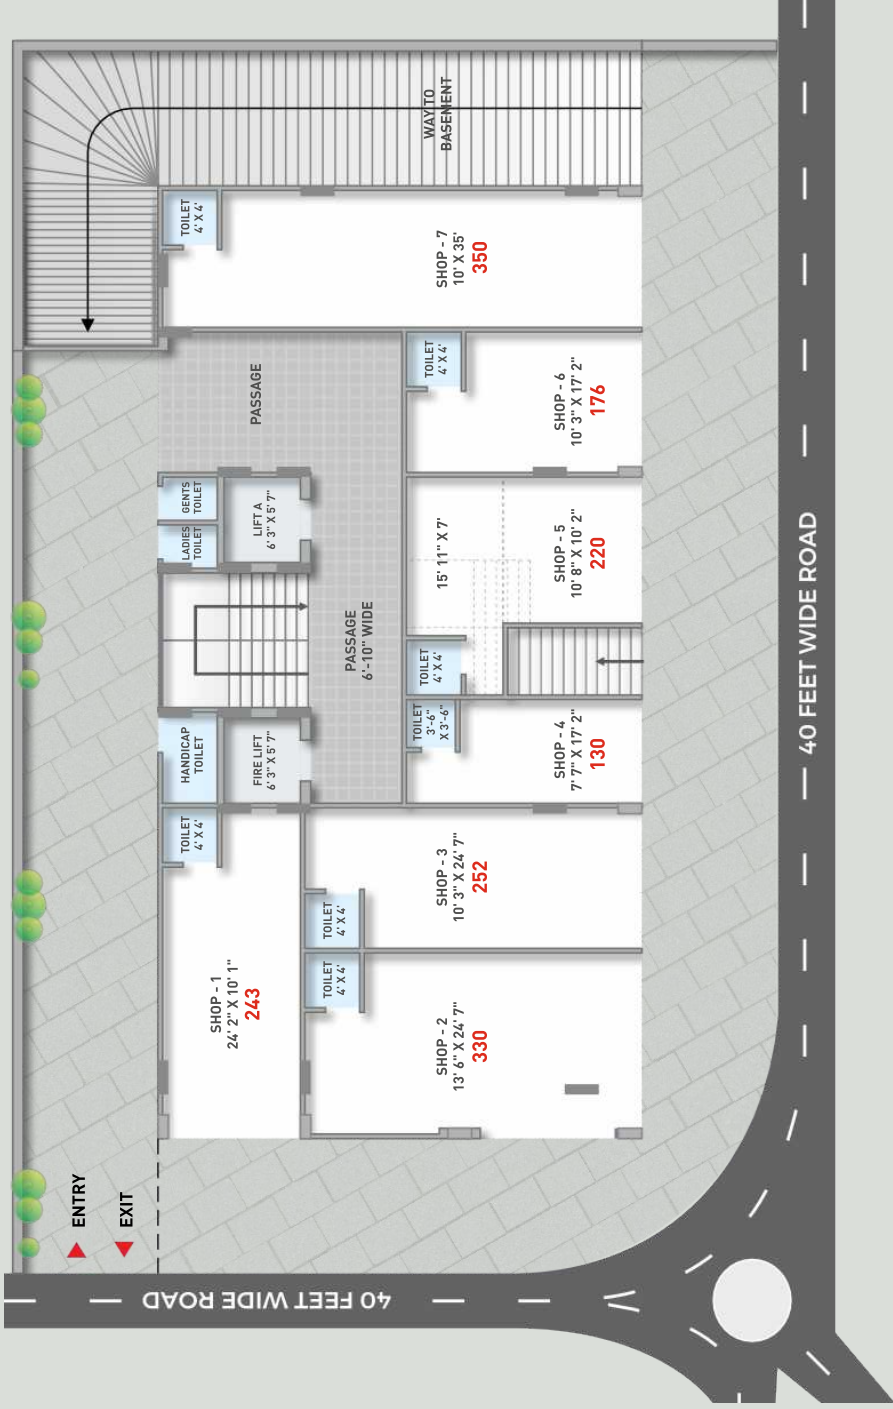 WAY TO
BASEMENT
TOILET
4' X 4'
SHOP - 7
10' X 35'
350
PASSAGE
TOILET
4' X 4'
SHOP - 6
10' 3" X 17' 2"
176
GENTS
TOILET
LADIES
TOILET
LIFT A
6' 3" X 5' 7"
15' 11" X 7'
SHOP - 5
10' 8" X 10' 2"
220
PASSAGE
6'-10" WIDE
TOILET
4' X 4'
HANDICAP
TOILET
FIRE LIFT
6' 3" X 5' 7"
TOILET
3'-6"
X 3'-6"
SHOP - 4
7' 7" X 17' 2"
130
TOILET
4' X 4'
SHOP - 3
10' 3" X 24' 7"
252
TOILET
4' X 4'
TOILET
4' X 4'
SHOP - 1
24' 2" X 10' 1"
243
SHOP - 2
13' 6" X 24' 7"
330
ENTRY
EXIT
40 FEET WIDE ROAD
40 FEET WIDE ROAD